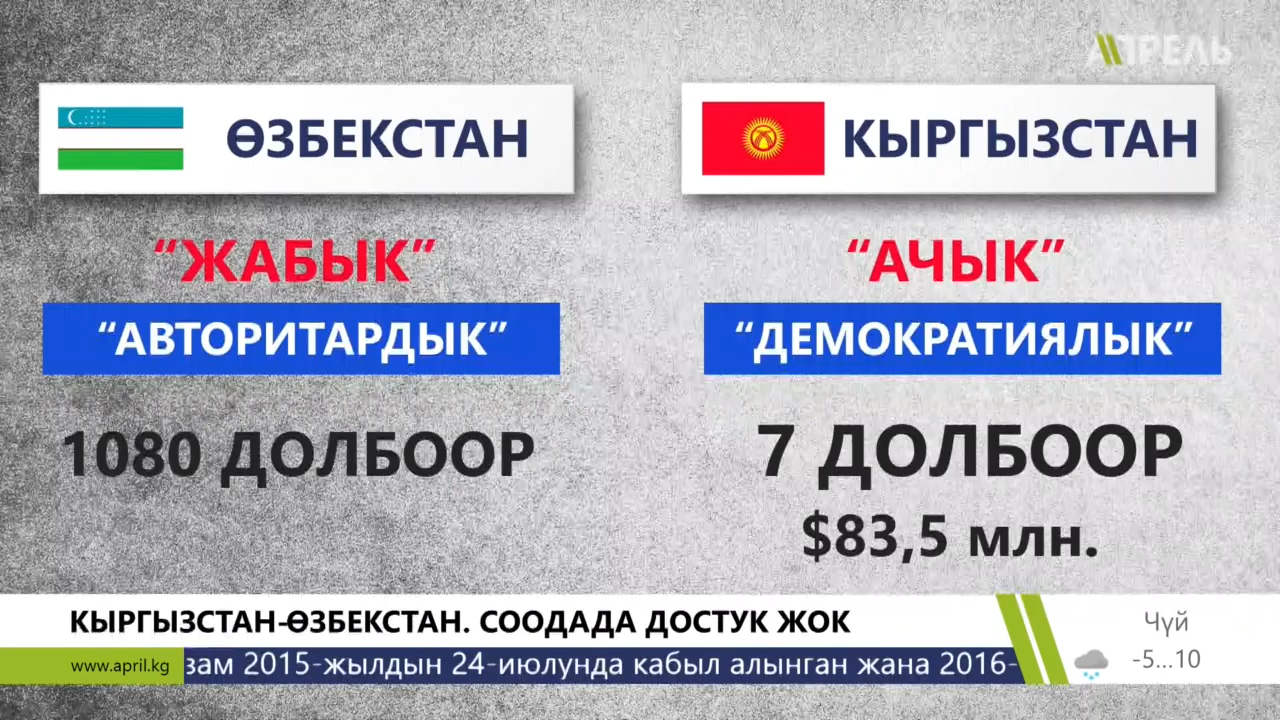 АПРЕЛЬ
ӨЗБЕКСТАН
КЫРГЫЗСТАН
“ЖАБЫК”
“АЧЫК”
“АВТОРИТАРДЫК”
“ДЕМОКРАТИЯЛЫК”
1080 ДОЛБООР
7 ДОЛБООР
$83,5 млн.
КЫРГЫЗСТАН-ӨЗБЕКСТАН. СООДАДА ДОСТУК ЖОК
Чүй
-5...10
www.april.kg
зам 2015-жылдын 24-июлунда кабыл алынган жана 2016-